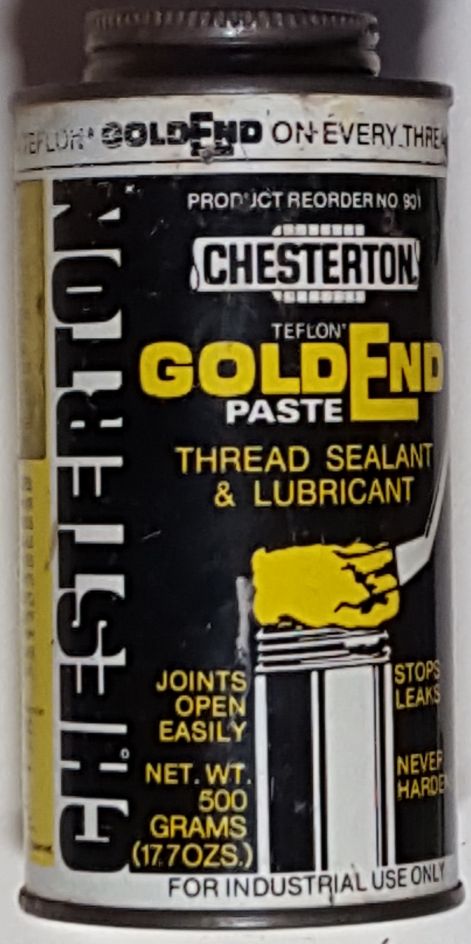 TEFLON® GOLDEND ON EVERY THRE
PRODUCT REORDER NO. 901
CHESTERTON
CHESTERTON
TEFLON®
GOLDEND
PASTE
THREAD SEALANT
& LUBRICANT
JOINTS
OPEN
EASILY
STOPS
LEAKS
NET. WT.
500
GRAMS
(17.7OZS.)
NEVER
HARDE
FOR INDUSTRIAL USE ONLY